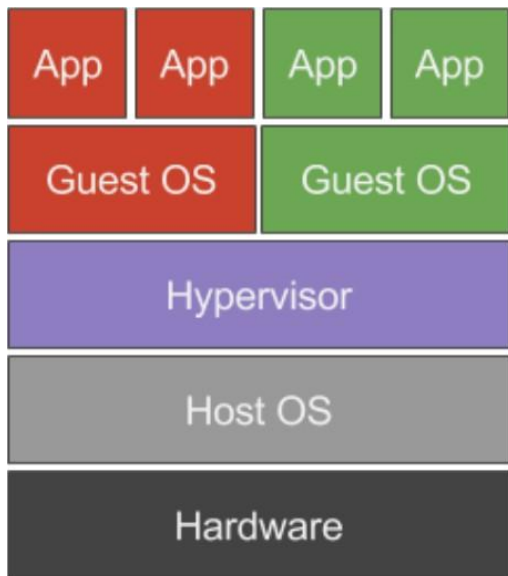 App App App App
Guest OS Guest OS
Hypervisor
Host OS
Hardware